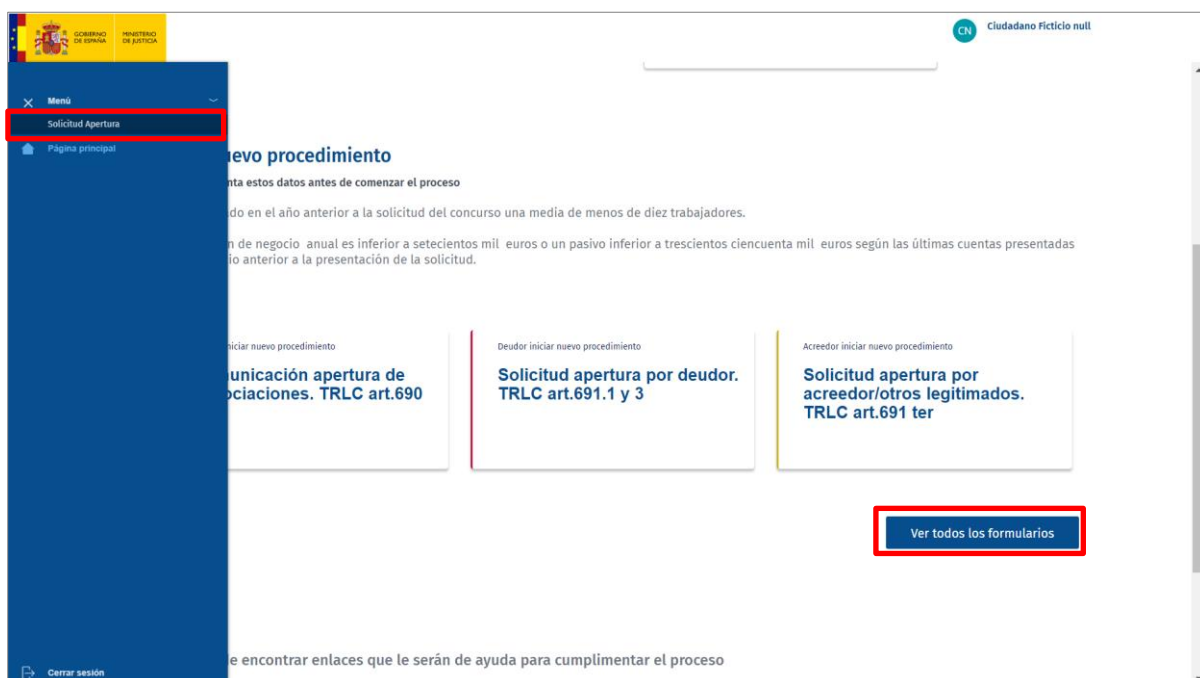 GOBIERNO
DE ESPAÑA
MINISTERIO
DE JUSTICIA
CN
Ciudadano Ficticio null
Menú
Solicitud Apertura
Página principal
uevo procedimiento
nta estos datos antes de comenzar el proceso
do en el año anterior a la solicitud del concurso una media de menos de diez trabajadores.
n de negocio anual es inferior a setecientos mil euros o un pasivo inferior a trescientos ciencuenta mil euros según las últimas cuentas presentadas
io anterior a la presentación de la solicitud.
niciar nuevo procedimiento
unicación apertura de
ociaciones. TRLC art.690
Deudor iniciar nuevo procedimiento
Solicitud apertura por deudor.
TRLC art.691.1 y 3
Acreedor iniciar nuevo procedimiento
Solicitud apertura por
acreedor/otros legitimados.
TRLC art.691 ter
Ver todos los formularios
e encontrar enlaces que le serán de ayuda para cumplimentar el proceso
Cerrar sesión